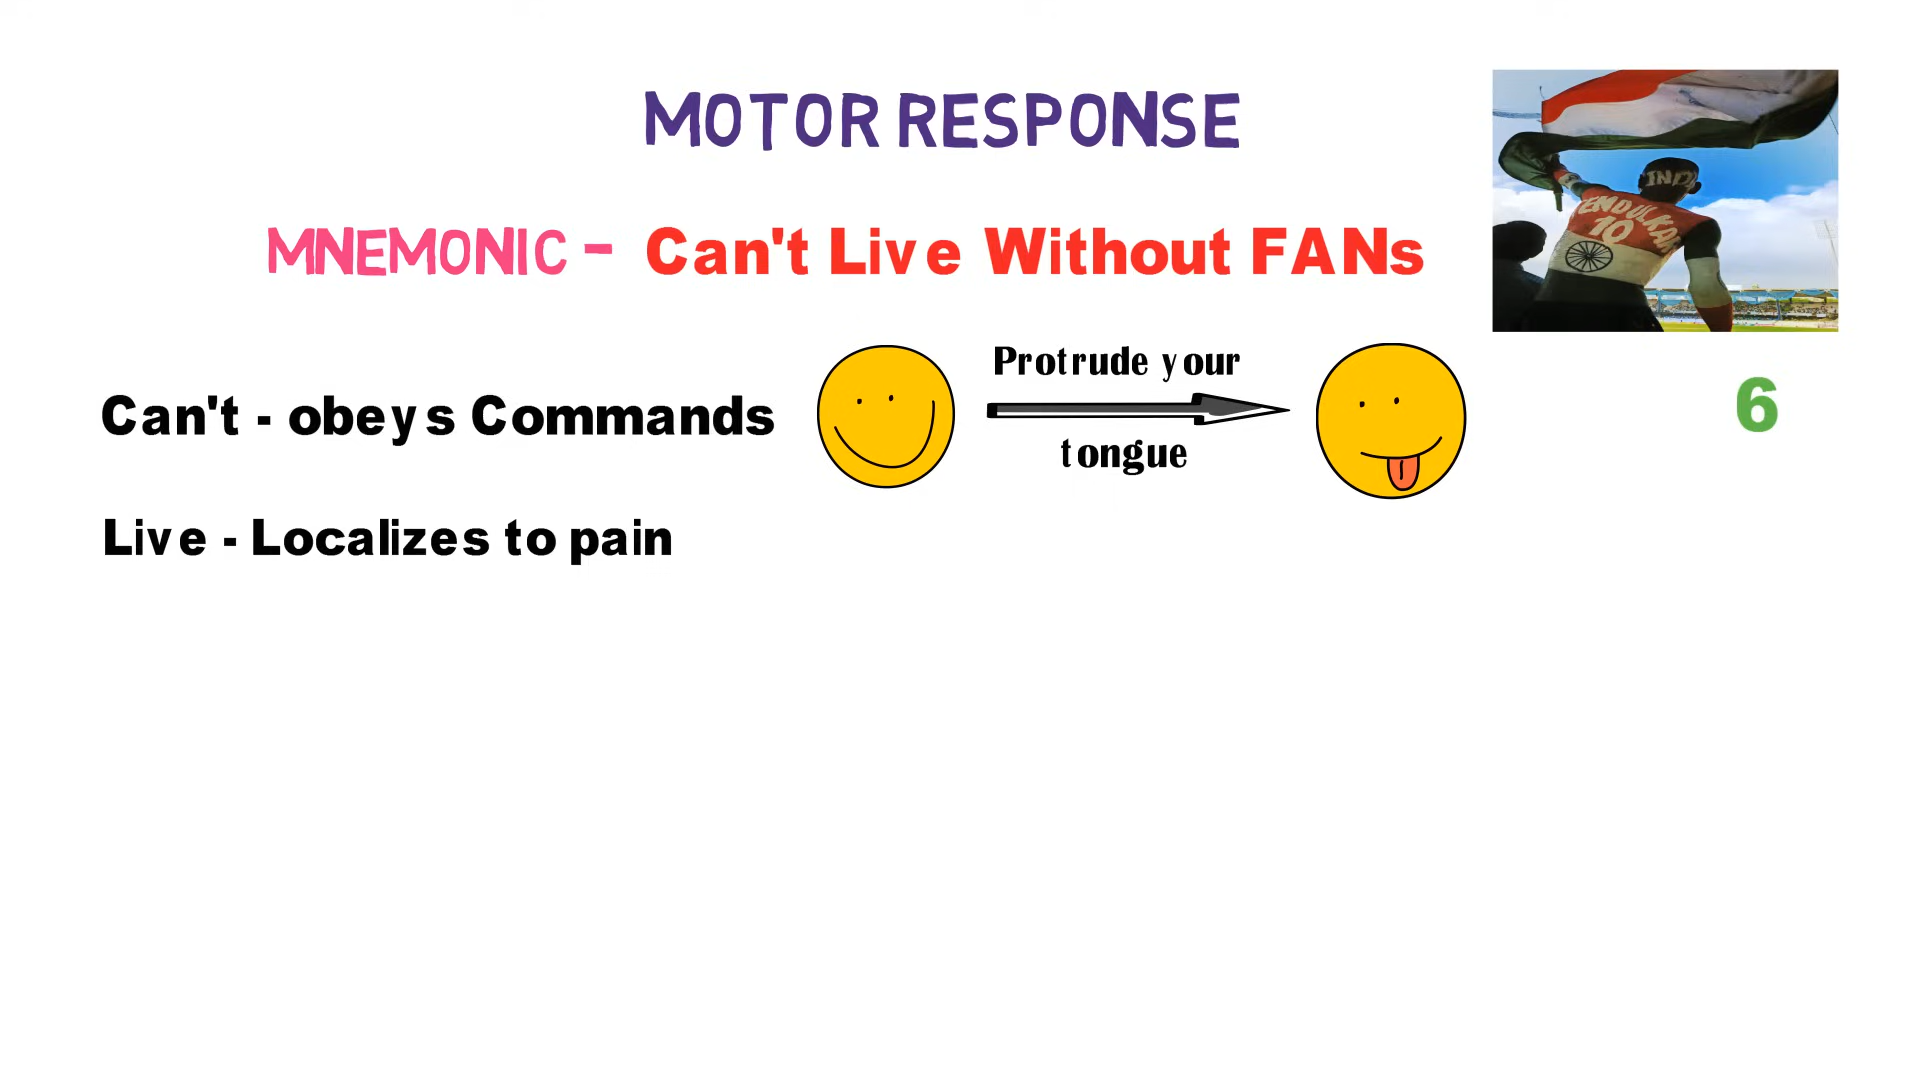 MOTOR RESPONSE
MNEMONIC - Can't Live Without FANs
INDI
TENDULKAR
10
Can't - obeys Commands
Protrude your
tongue
6
Live - Localizes to pain